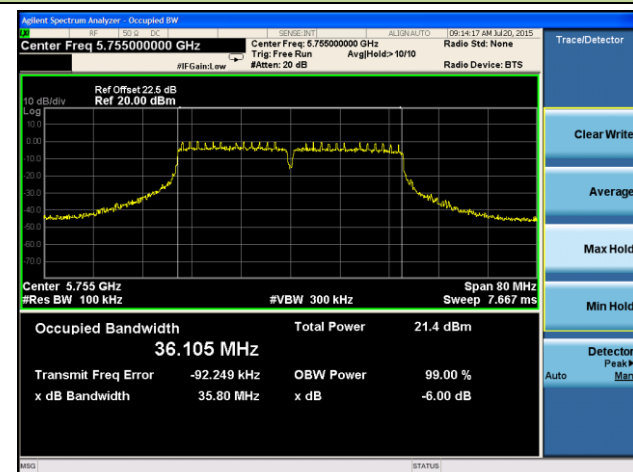 Agilent Spectrum Analyzer - Occupied BW
LXI RF 50 Ω DC SENSE:INT ALIGN AUTO 09:14:17 AM Jul 20, 2015
Center Freq 5.755000000 GHz
Center Freq: 5.755000000 GHz
Radio Std: None
Trig: Free Run Avg|Hold:> 10/10
#IFGain:Low #Atten: 20 dB Radio Device: BTS
Ref Offset 22.5 dB
10 dB/div Ref 20.00 dBm
Log
10.0
0.00
-10.0
-20.0
-30.0
-40.0
-50.0
-60.0
-70.0
Center 5.755 GHz Span 80 MHz
#Res BW 100 kHz #VBW 300 kHz Sweep 7.667 ms
Occupied Bandwidth Total Power 21.4 dBm
36.105 MHz
Transmit Freq Error -92.249 kHz OBW Power 99.00 %
x dB Bandwidth 35.80 MHz x dB -6.00 dB
MSG STATUS
Trace/Detector
Clear Write
Average
Max Hold
Min Hold
Detector
Peak▶
Auto Man